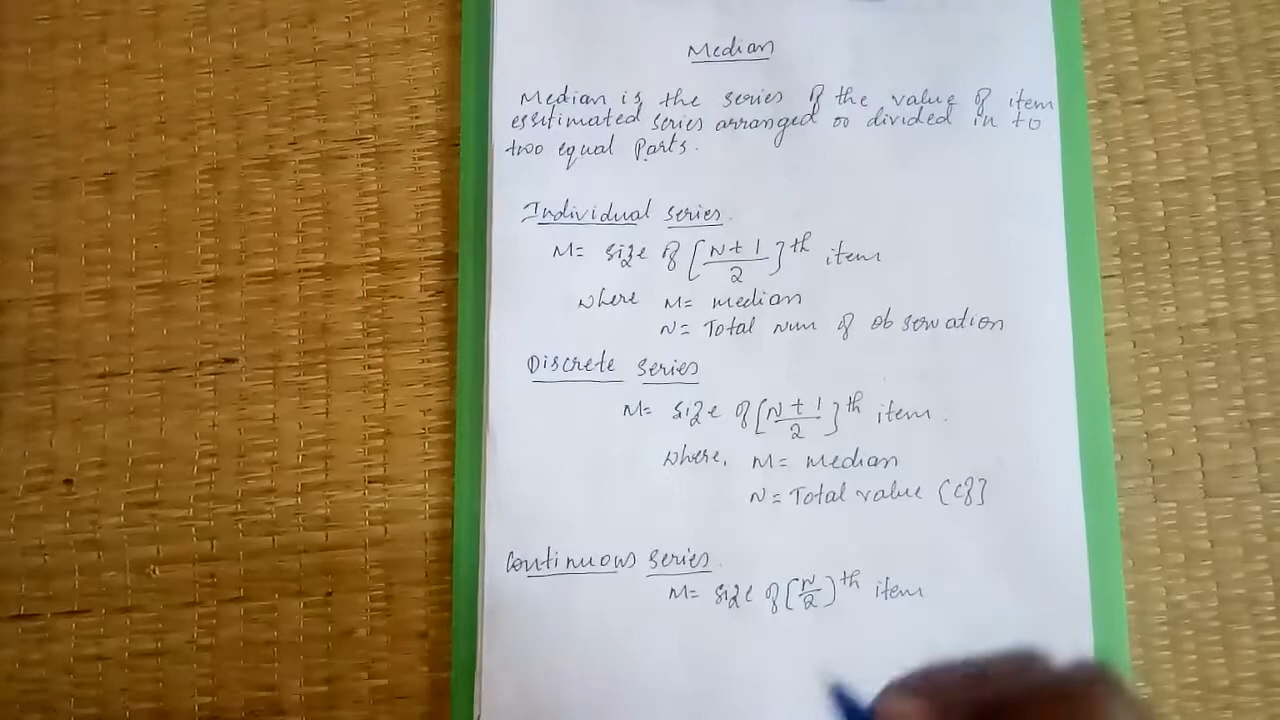 Median
Median is the series of the value of item
essitimated series arranged or divided in to
two equal Parts.
Individual series.
M= size of [N+1/2]th item
where M= median
N= Total num of observation
Discrete series
M= size of [N+1/2]th item.
where, M= median
N= Total value [cf]
Continuous series.
M= size of [N/2)th item